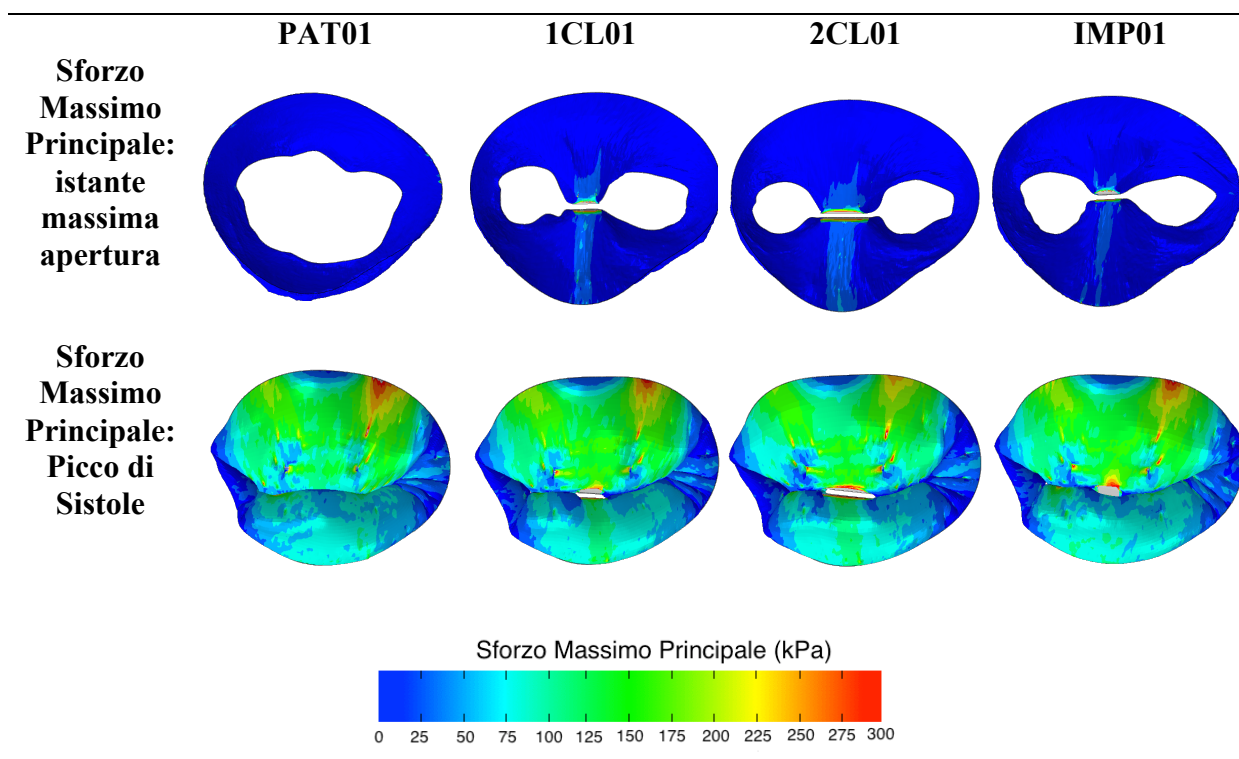 PAT01 1CL01 2CL01 IMP01
Sforzo
Massimo
Principale:
istante
massima
apertura
Sforzo
Massimo
Principale:
Picco di
Sistole
Sforzo Massimo Principale (kPa)
0 25 50 75 100 125 150 175 200 225 250 275 300